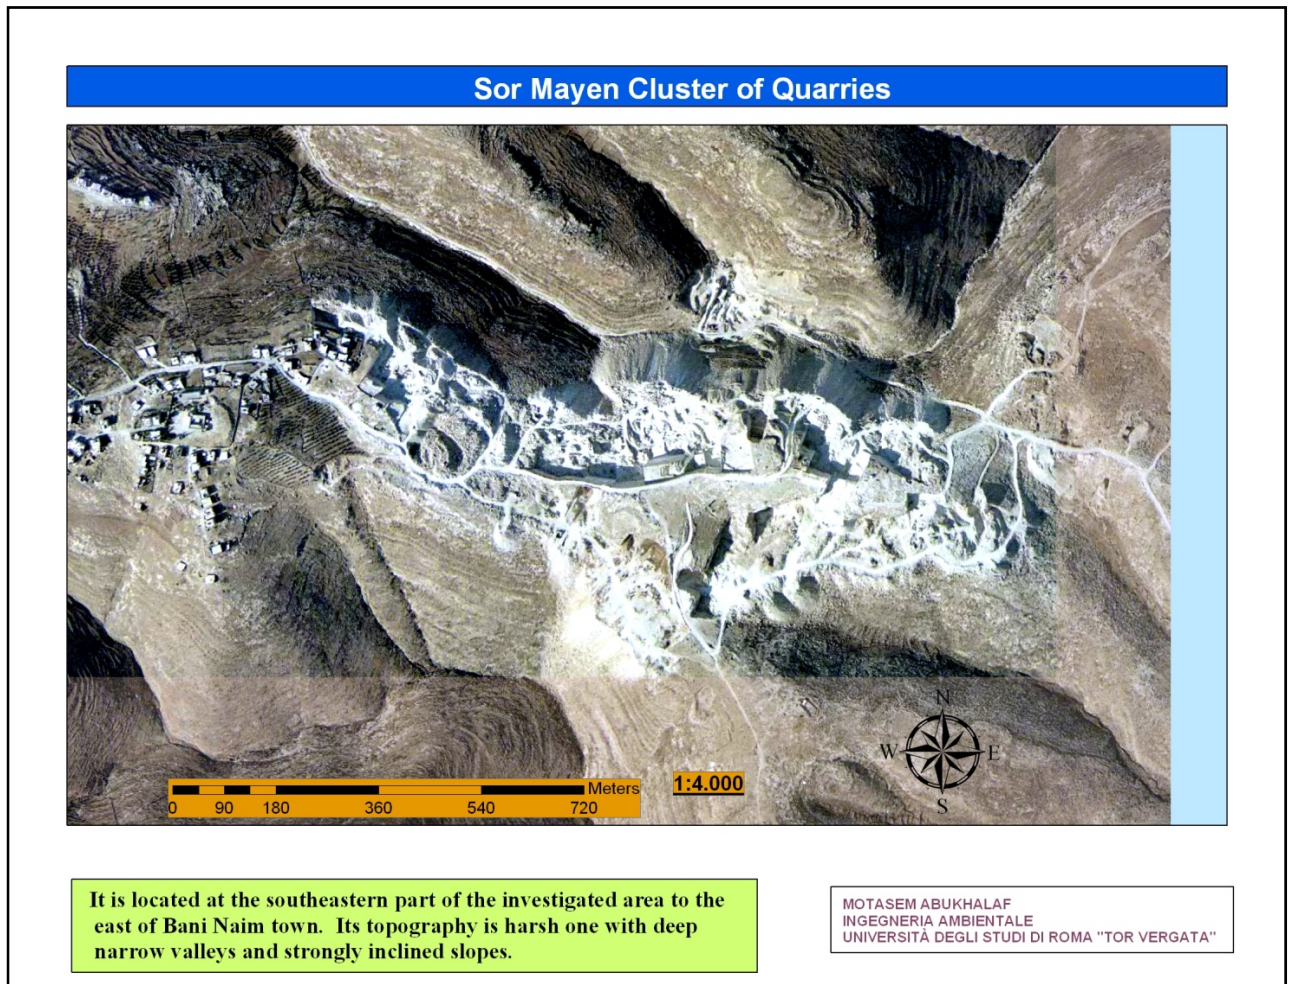 Sor Mayen Cluster of Quarries
N
W E
S
Meters
0 90 180 360 540 720
1:4.000
It is located at the southeastern part of the investigated area to the
east of Bani Naim town. Its topography is harsh one with deep
narrow valleys and strongly inclined slopes.
MOTASEM ABUKHALAF
INGEGNERIA AMBIENTALE
UNIVERSITÀ DEGLI STUDI DI ROMA "TOR VERGATA"